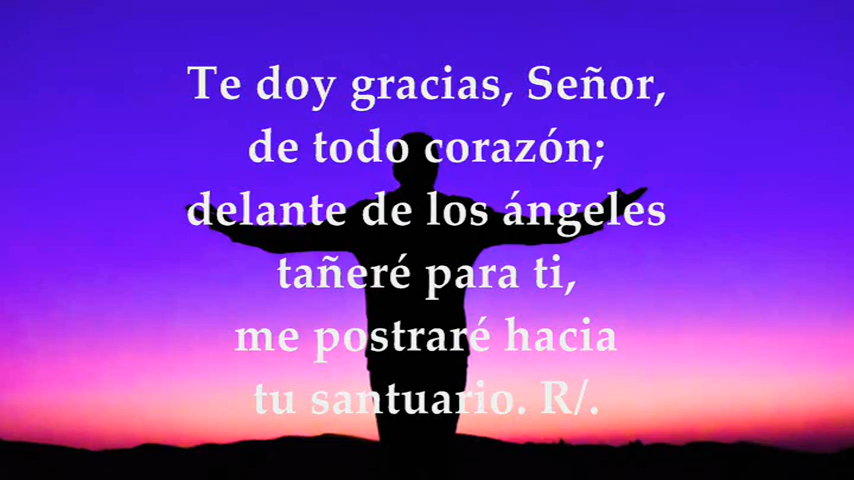 Te doy gracias, Señor,
de todo corazón;
delante de los ángeles
tañeré para ti,
me postraré hacia
tu santuario. R/.